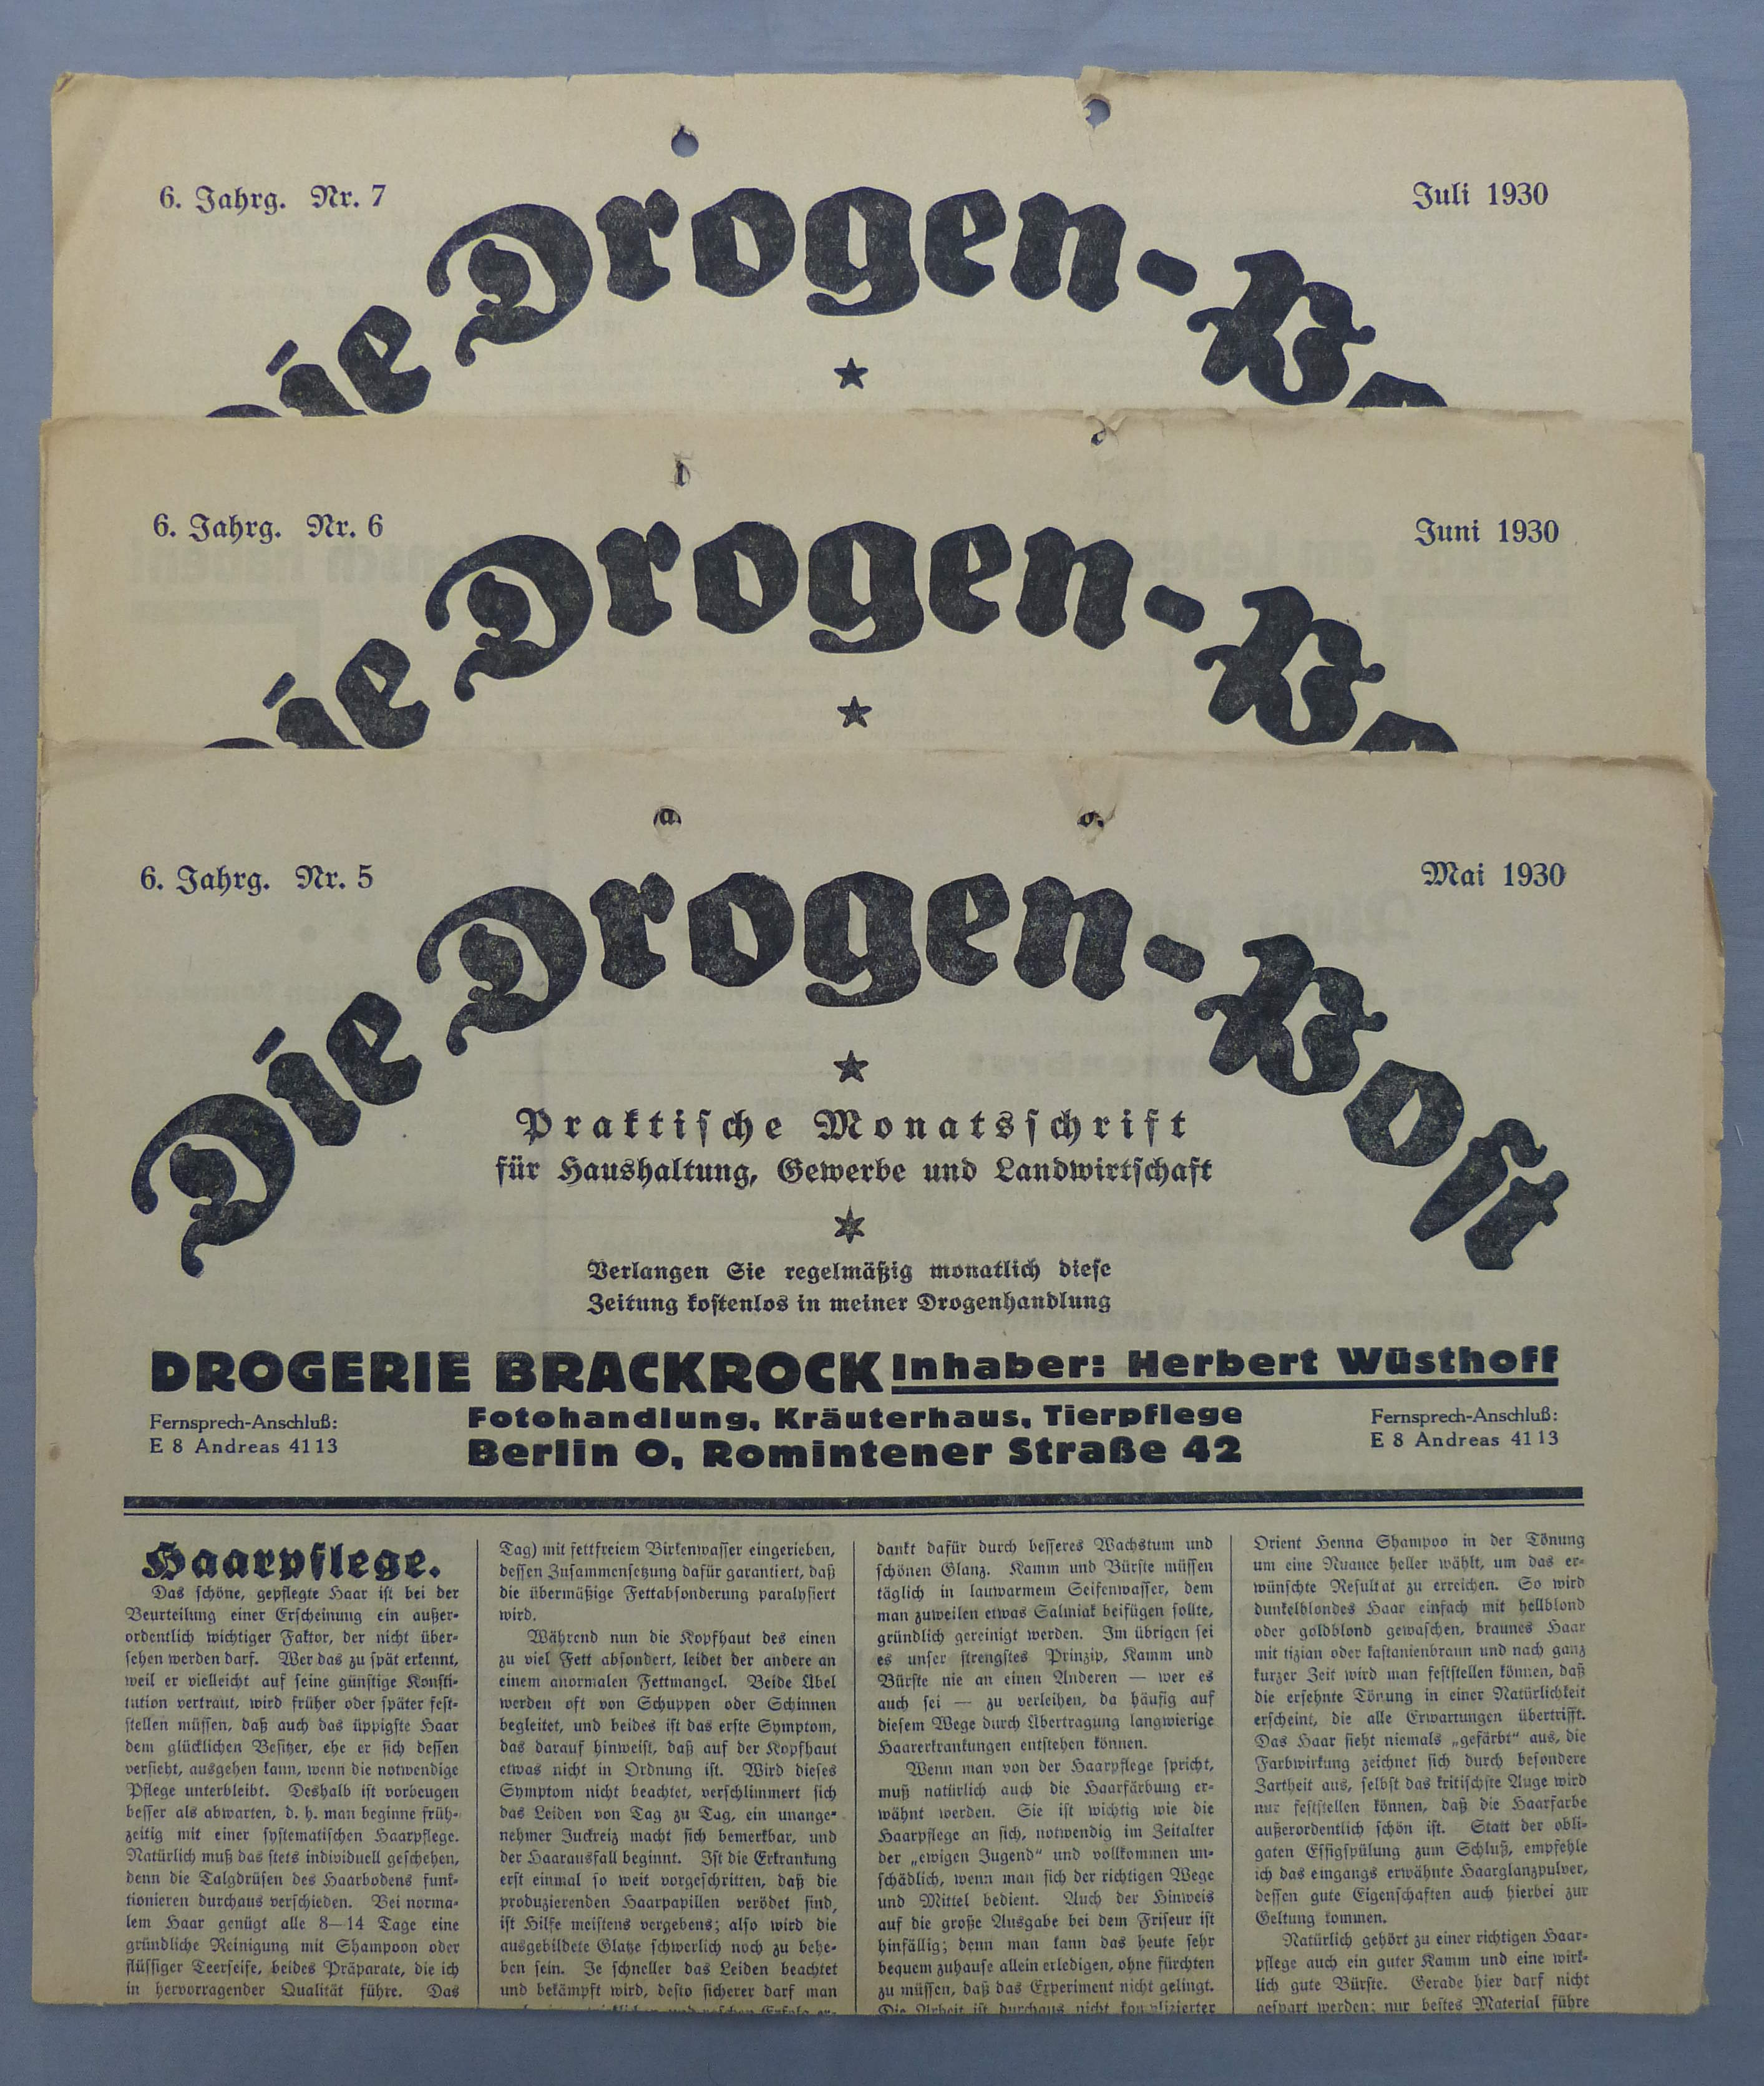 6. Jahrg. Nr. 7
Juli 1930
Die Drogen-Po
6. Jahrg. Nr. 6
Juni 1930
Die Drogen-Po
6. Jahrg. Nr. 5
Mai 1930
Die Drogen-Post
Praktische Monatsschrift
für Haushaltung, Gewerbe und Landwirtschaft
Verlangen Sie regelmäßig monatlich diese
Zeitung kostenlos in meiner Drogenhandlung
DROGERIE BRACKROCK Inhaber: Herbert Wüsthoff
Fernsprech-Anschluß:
E 8 Andreas 4113
Fotohandlung, Kräuterhaus, Tierpflege
Berlin O, Romintener Straße 42
Fernsprech-Anschluß:
E 8 Andreas 4113
Haarpflege.
Das schöne, gepflegte Haar ist bei der
Beurteilung einer Erscheinung ein außer-
ordentlich wichtiger Faktor, der nicht über-
sehen werden darf. Wer das zu spät erkennt,
weil er vielleicht auf seine günstige Konsti-
tution vertraut, wird früher oder später fest-
stellen müssen, daß auch das üppigste Haar
dem glücklichen Besitzer, ehe er sich dessen
versieht, ausgehen kann, wenn die notwendige
Pflege unterbleibt. Deshalb ist vorbeugen
besser als abwarten, d. h. man beginne früh-
zeitig mit einer systematischen Haarpflege.
Natürlich muß das stets individuell geschehen,
denn die Talgdrüsen des Haarbodens funk-
tionieren durchaus verschieden. Bei norma-
lem Haar genügt alle 8—14 Tage eine
gründliche Reinigung mit Shampoon oder
flüssiger Teerseife, beides Präparate, die ich
in hervorragender Qualität führe. Das
Tag) mit fettfreiem Birkenwasser eingerieben,
dessen Zusammensetzung dafür garantiert, daß
die übermäßige Fettabsonderung paralysiert
wird.
Während nun die Kopfhaut des einen
zu viel Fett absondert, leidet der andere an
einem anormalen Fettmangel. Beide Übel
werden oft von Schuppen oder Schinnen
begleitet, und beides ist das erste Symptom,
das darauf hinweist, daß auf der Kopfhaut
etwas nicht in Ordnung ist. Wird dieses
Symptom nicht beachtet, verschlimmert sich
das Leiden von Tag zu Tag, ein unange-
nehmer Juckreiz macht sich bemerkbar, und
der Haarausfall beginnt. Ist die Erkrankung
erst einmal so weit vorgeschritten, daß die
produzierenden Haarpapillen verödet sind,
ist Hilfe meistens vergebens; also wird die
ausgebildete Glatze schwerlich noch zu behe-
ben sein. Je schneller das Leiden beachtet
und bekämpft wird, desto sicherer darf man
dankt dafür durch besseres Wachstum und
schönen Glanz. Kamm und Bürste müssen
täglich in lauwarmem Seifenwasser, dem
man zuweilen etwas Salmiak beifügen sollte,
gründlich gereinigt werden. Im übrigen sei
es unser strengstes Prinzip, Kamm und
Bürste nie an einen Anderen — wer es
auch sei — zu verleihen, da häufig auf
diesem Wege durch Übertragung langwierige
Haarerkrankungen entstehen können.
Wenn man von der Haarpflege spricht,
muß natürlich auch die Haarfärbung er-
wähnt werden. Sie ist wichtig wie die
Haarpflege an sich, notwendig im Zeitalter
der „ewigen Jugend“ und vollkommen un-
schädlich, wenn man sich der richtigen Wege
und Mittel bedient. Auch der Hinweis
auf die große Ausgabe bei dem Friseur ist
hinfällig; denn man kann das heute sehr
bequem zuhause allein erledigen, ohne fürchten
zu müssen, daß das Experiment nicht gelingt.
Die Arbeit ist durchaus nicht komplizierter
Orient Henna Shampoo in der Tönung
um eine Nuance heller wählt, um das er-
wünschte Resultat zu erreichen. So wird
dunkelblondes Haar einfach mit hellblond
oder goldblond gewaschen, braunes Haar
mit tizian oder kastanienbraun und nach ganz
kurzer Zeit wird man feststellen können, daß
die ersehnte Tönung in einer Natürlichkeit
erscheint, die alle Erwartungen übertrifft.
Das Haar sieht niemals „gefärbt“ aus, die
Farbwirkung zeichnet sich durch besondere
Zartheit aus, selbst das kritischste Auge wird
nur feststellen können, daß die Haarfarbe
außerordentlich schön ist. Statt der obli-
gaten Essigspülung zum Schluß, empfehle
ich das eingangs erwähnte Haarglanzpulver,
dessen gute Eigenschaften auch hierbei zur
Geltung kommen.
Natürlich gehört zu einer richtigen Haar-
pflege auch ein guter Kamm und eine wirk-
lich gute Bürste. Gerade hier darf nicht
gespart werden; nur bestes Material führe